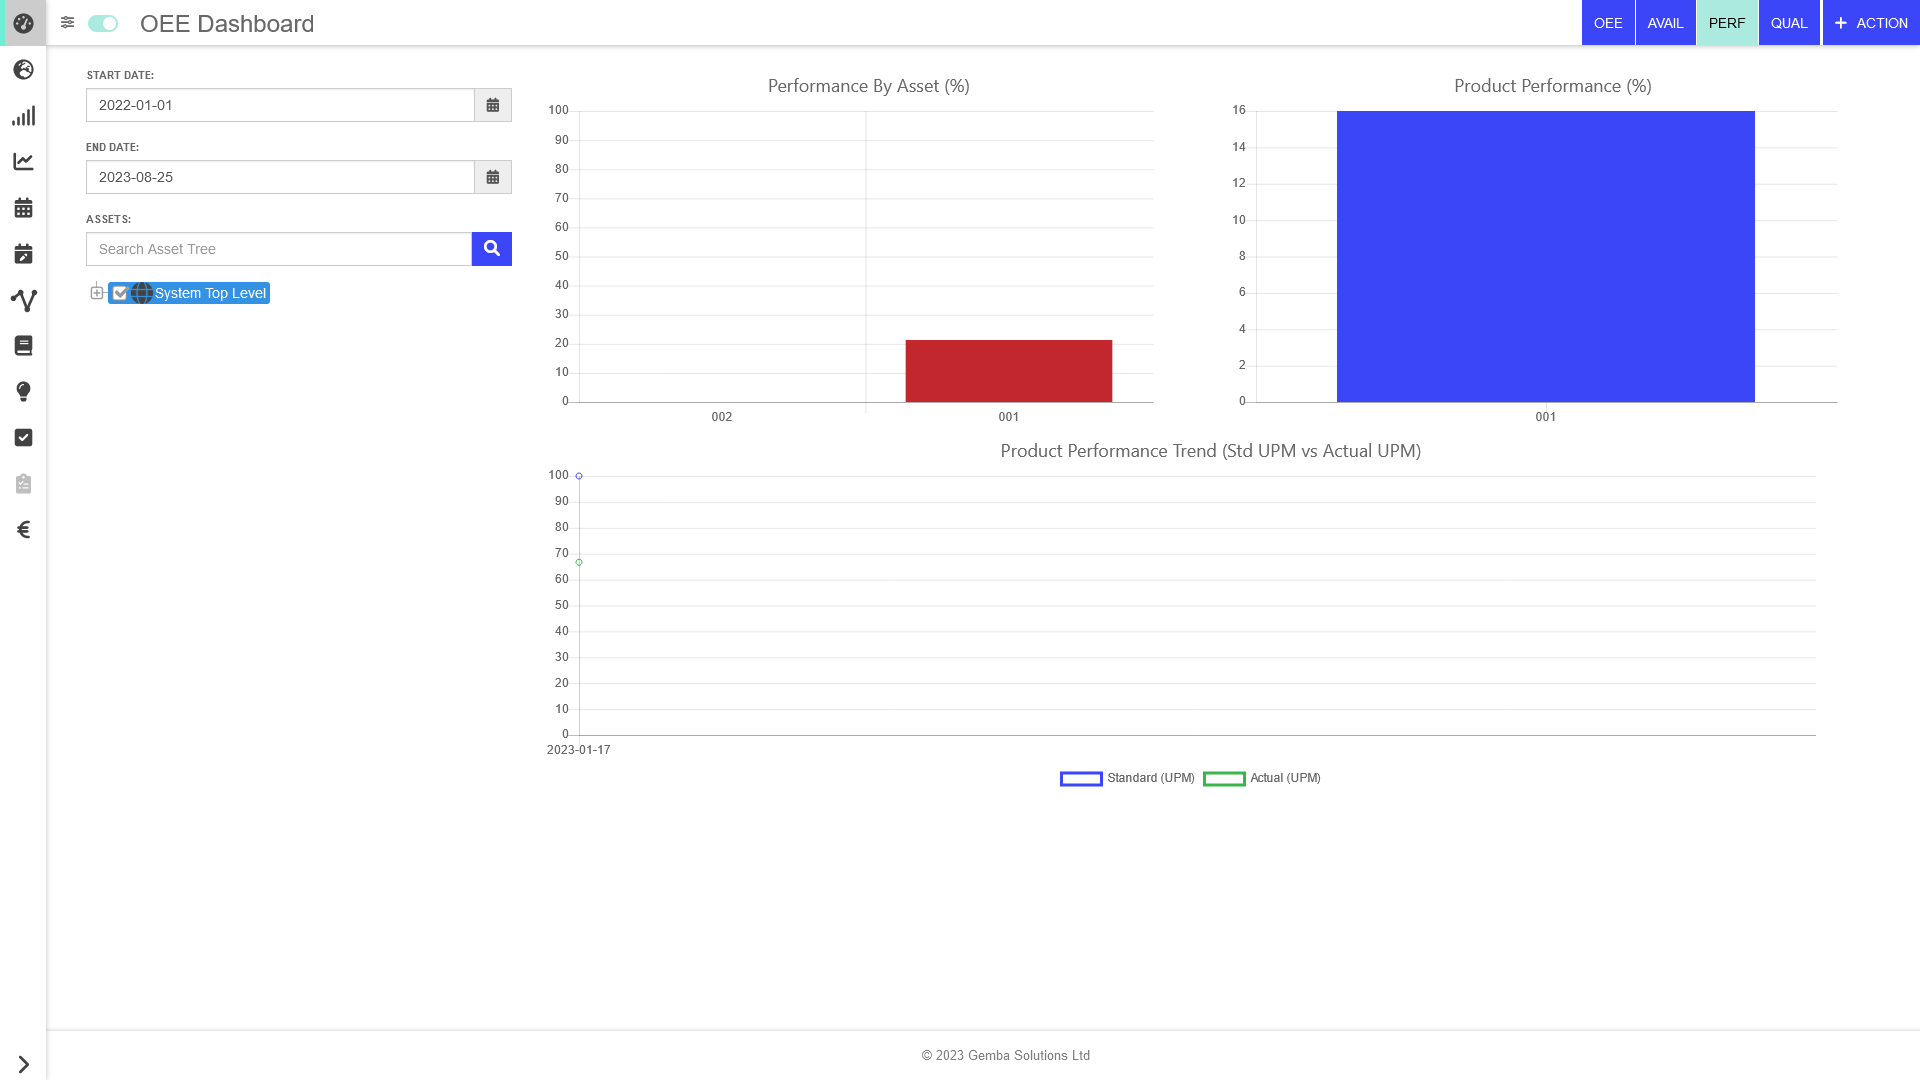 OEE Dashboard
OEE
AVAIL
PERF
QUAL
+ ACTION
START DATE:
2022-01-01
END DATE:
2023-08-25
ASSETS:
Search Asset Tree
System Top Level
Performance By Asset (%)
100
90
80
70
60
50
40
30
20
10
0
002
001
Product Performance (%)
16
14
12
10
8
6
4
2
0
001
Product Performance Trend (Std UPM vs Actual UPM)
100
90
80
70
60
50
40
30
20
10
0
2023-01-17
Standard (UPM)
Actual (UPM)
© 2023 Gemba Solutions Ltd